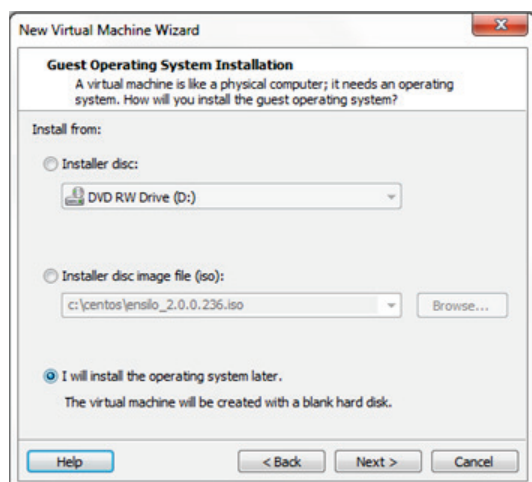 New Virtual Machine Wizard
Guest Operating System Installation
A virtual machine is like a physical computer; it needs an operating
system. How will you install the guest operating system?
Install from:
Installer disc:
DVD RW Drive (D:)
Installer disc image file (iso):
c:\centos\ensilo_2.0.0.236.iso
Browse...
I will install the operating system later.
The virtual machine will be created with a blank hard disk.
Help
< Back
Next >
Cancel